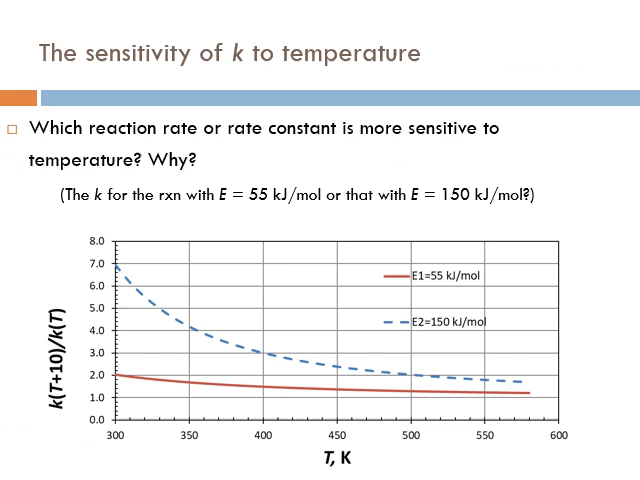 The sensitivity of k to temperature
Which reaction rate or rate constant is more sensitive to
temperature? Why?
(The k for the rxn with E = 55 kJ/mol or that with E = 150 kJ/mol?)
8.0
7.0
6.0
5.0
4.0
3.0
2.0
1.0
0.0
k(T+10)/k(T)
E1=55 kJ/mol
E2=150 kJ/mol
300 350 400 450 500 550 600
T, K